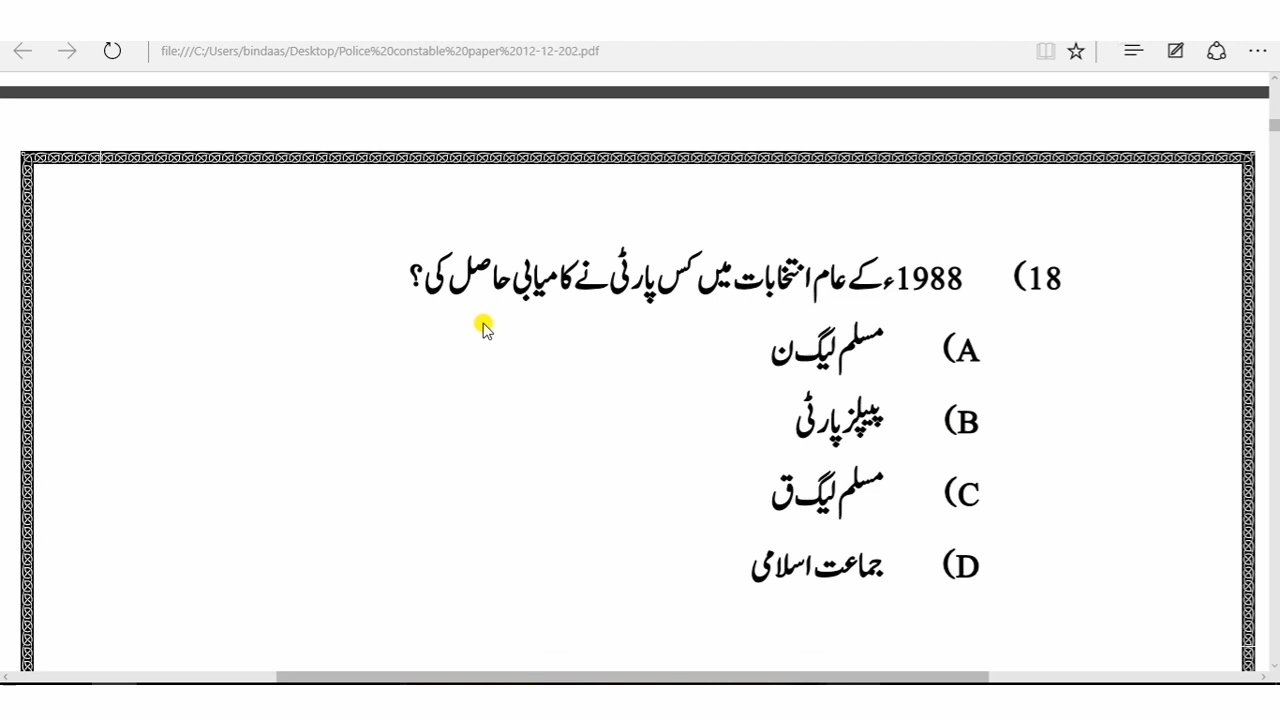 file:///C:/Users/bindaas/Desktop/Police%20constable%20paper%2012-12-202.pdf
18) 1988ء کے عام انتخابات میں کس پارٹی نے کامیابی حاصل کی؟
A) مسلم لیگ ن
B) پیپلز پارٹی
C) مسلم لیگ ق
D) جماعت اسلامی